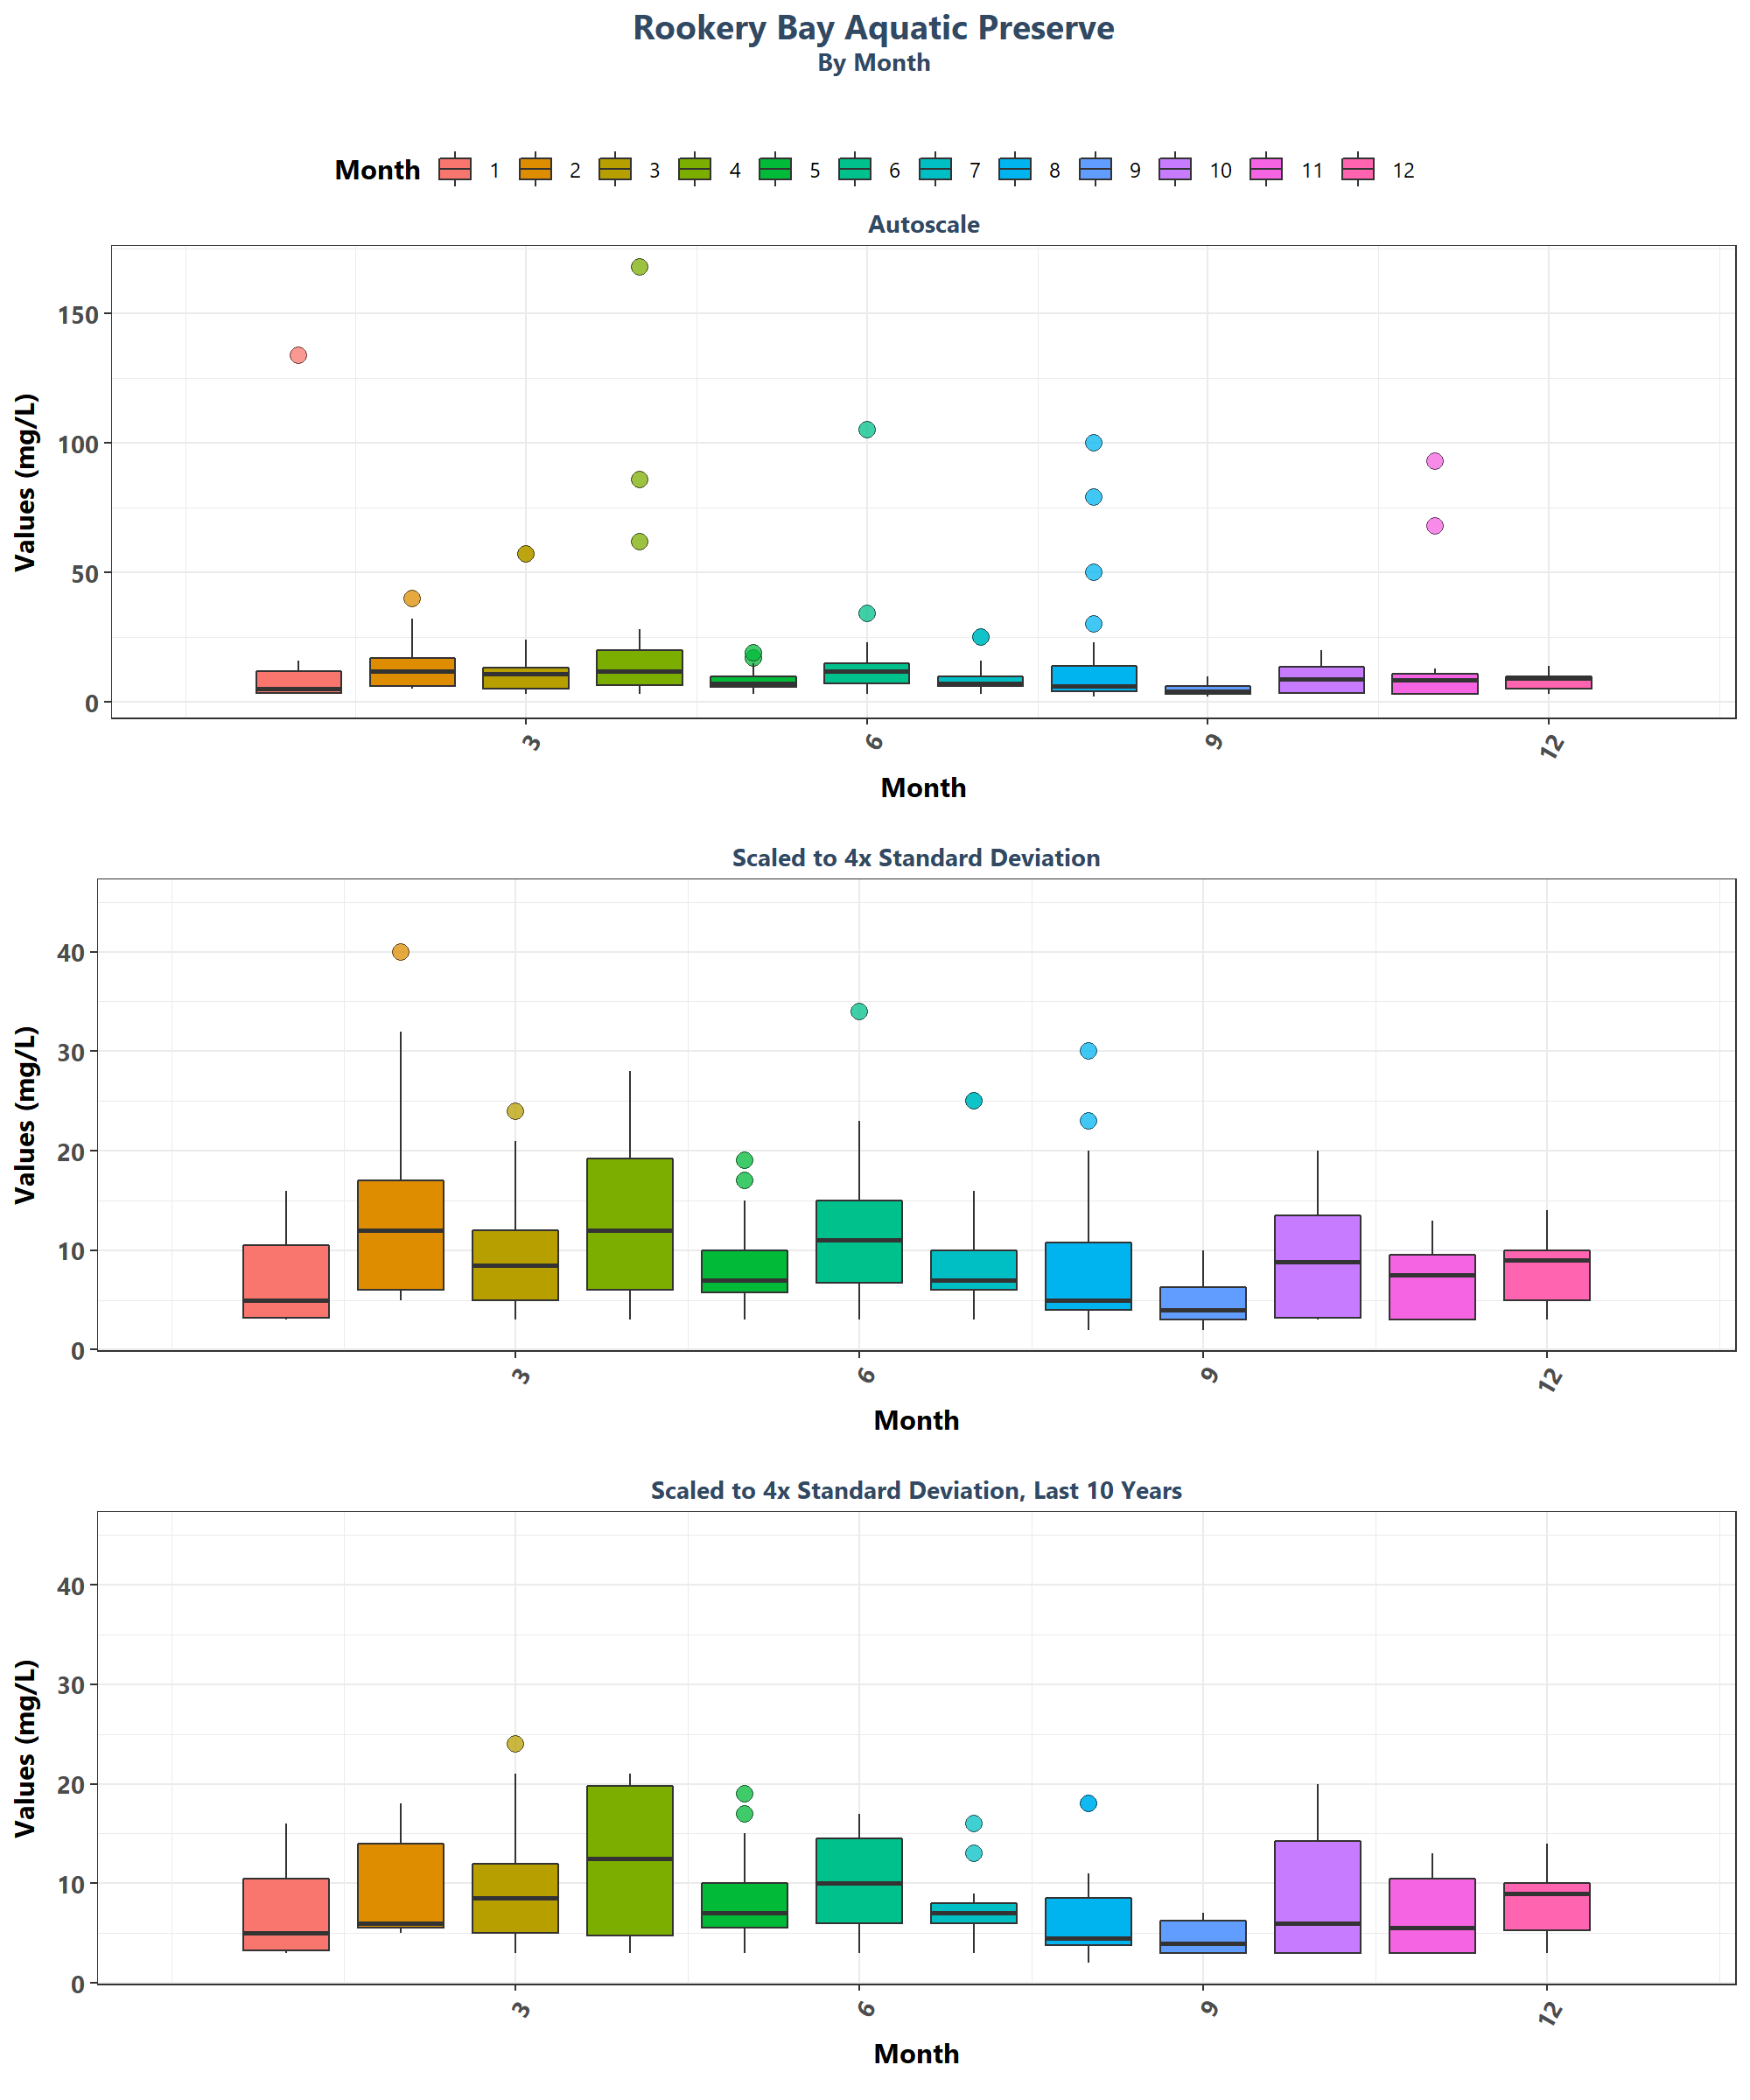 Rookery Bay Aquatic Preserve
By Month
Month 1 2 3 4 5 6 7 8 9 10 11 12
Autoscale
Values (mg/L)
150
100
50
0
3 6 9 12
Month
Scaled to 4x Standard Deviation
Values (mg/L)
40
30
20
10
0
3 6 9 12
Month
Scaled to 4x Standard Deviation, Last 10 Years
Values (mg/L)
40
30
20
10
0
3 6 9 12
Month